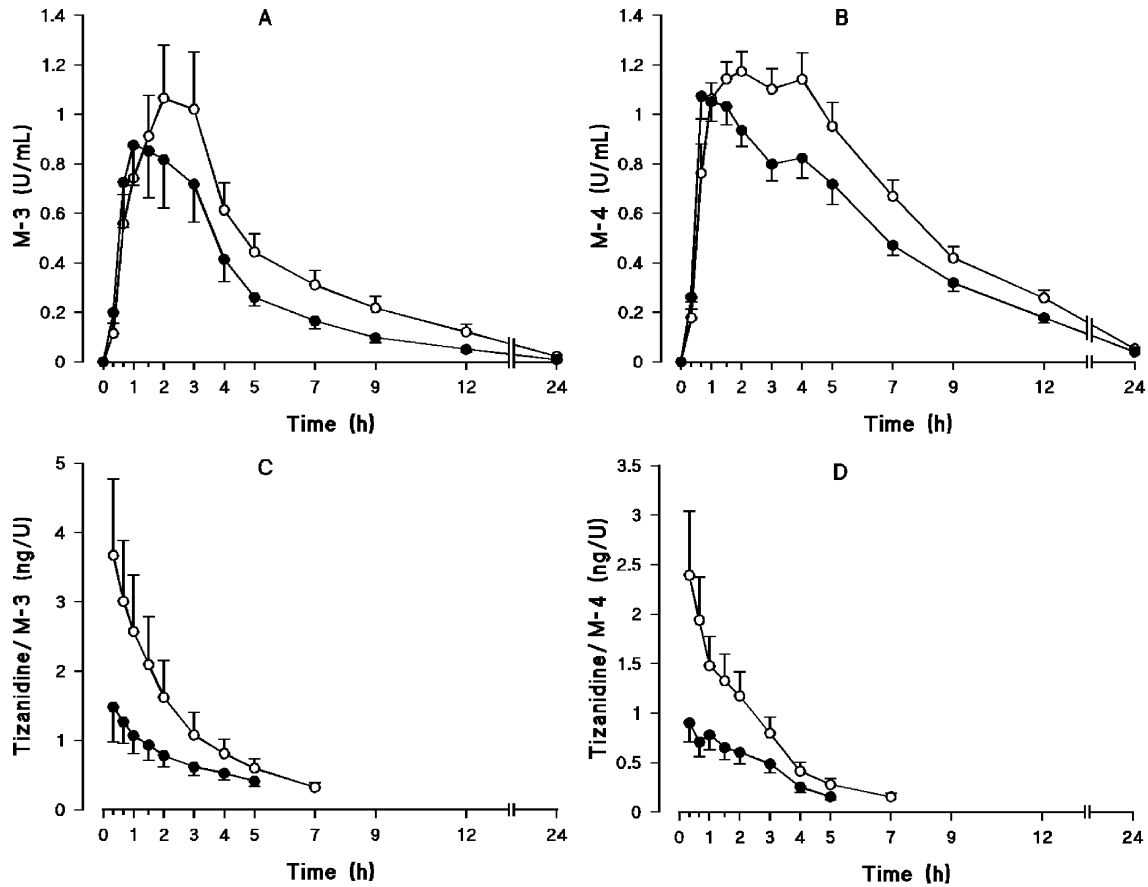 A
M-3 (U/mL)
1.4
1.2
1
0.8
0.6
0.4
0.2
0
0 1 2 3 4 5 7 9 12 24
Time (h)
B
M-4 (U/mL)
1.4
1.2
1
0.8
0.6
0.4
0.2
0
0 1 2 3 4 5 7 9 12 24
Time (h)
C
Tizanidine/ M-3 (ng/U)
5
4
3
2
1
0
0 1 2 3 4 5 7 9 12 24
Time (h)
D
Tizanidine/ M-4 (ng/U)
3.5
3
2.5
2
1.5
1
0.5
0
0 1 2 3 4 5 7 9 12 24
Time (h)